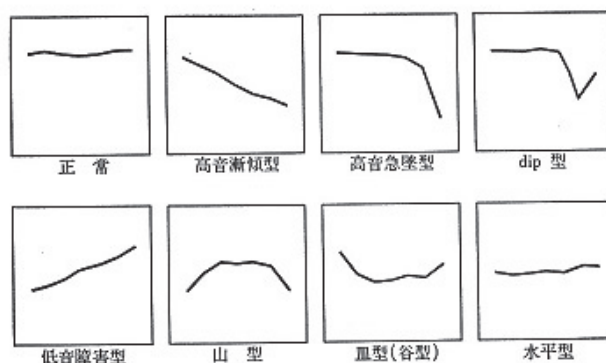 正 常
高音漸傾型
高音急墜型
dip 型
低音障害型
山 型
皿型(谷型)
水平型